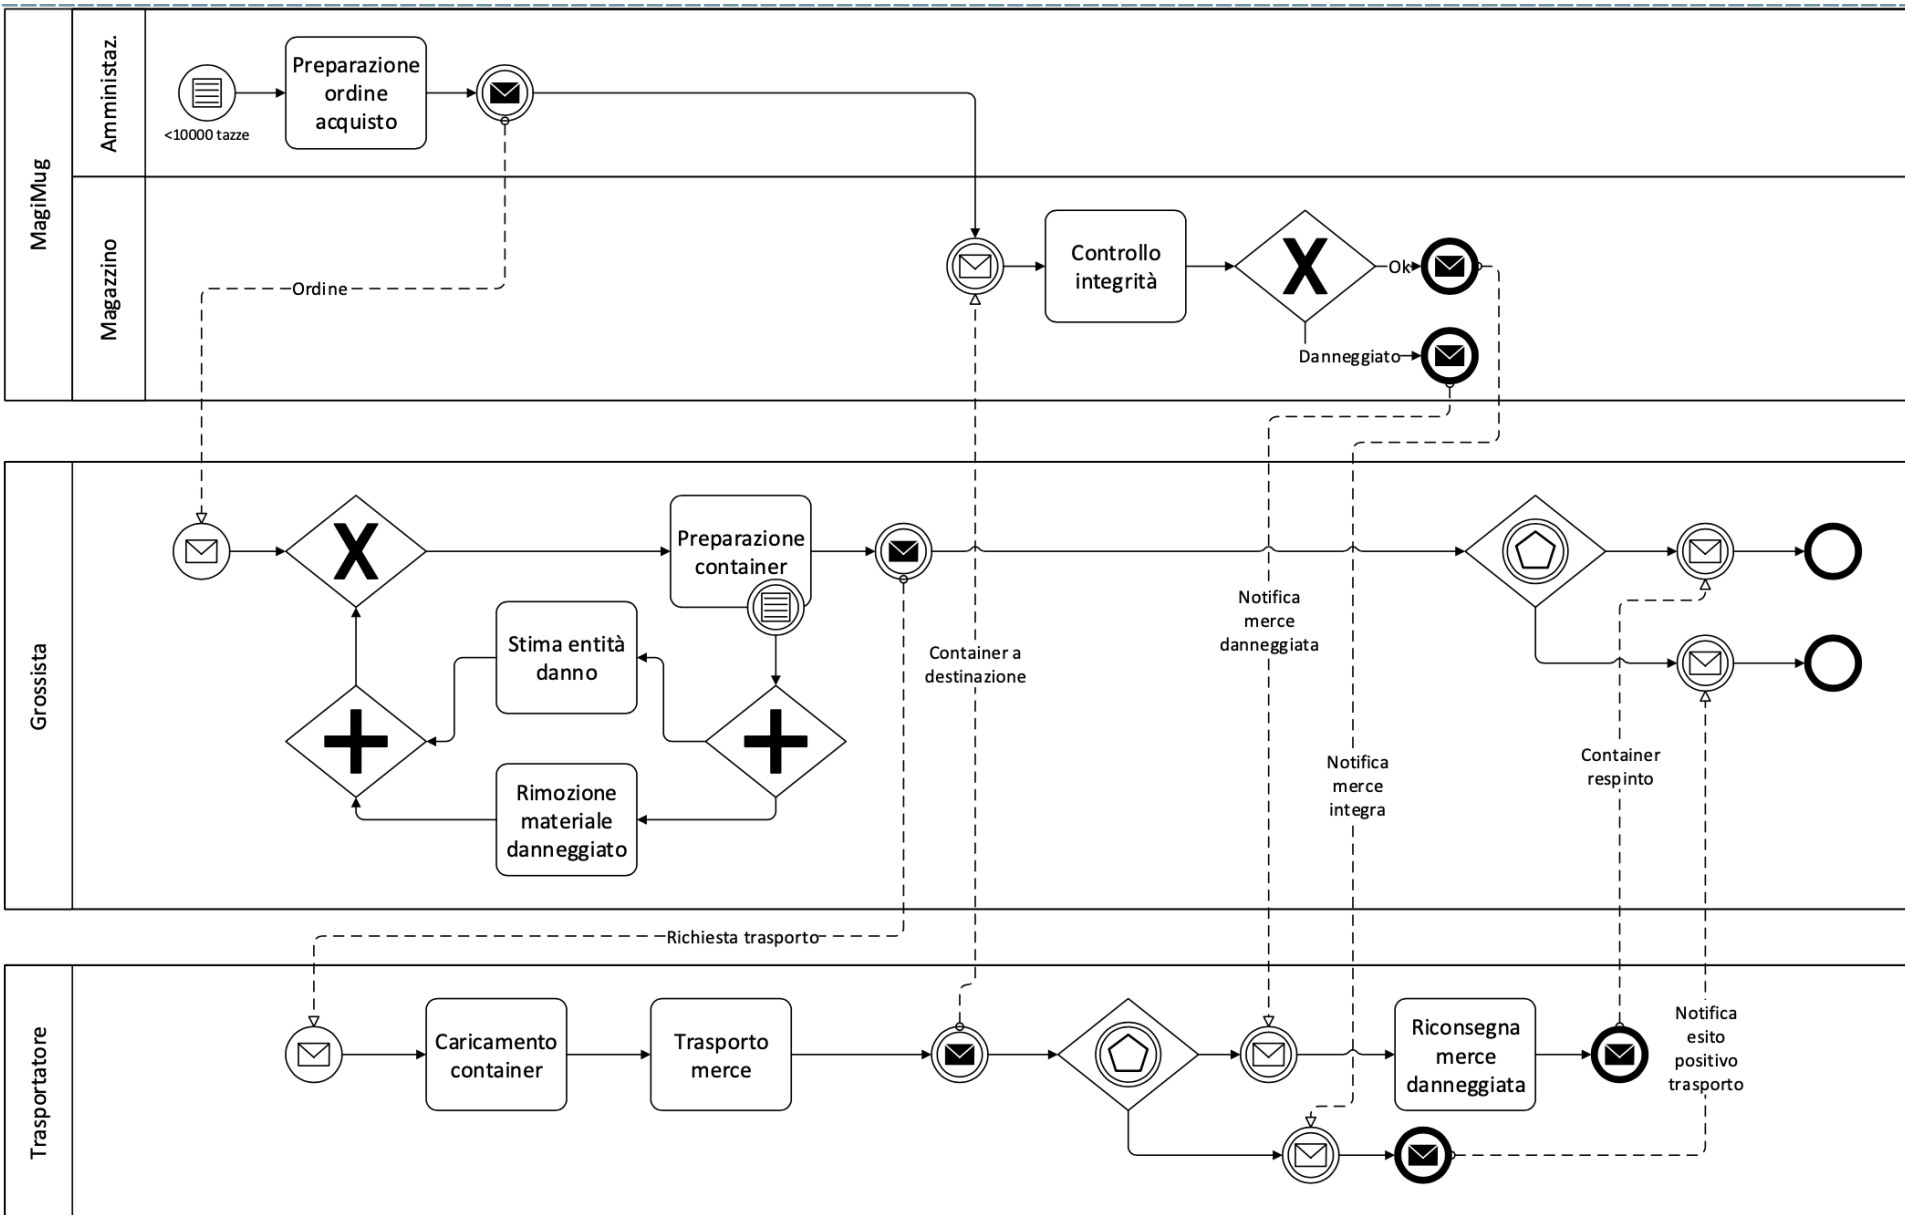 MagiMug
Amministaz.
<10000 tazze
Preparazione
ordine
acquisto
Magazzino
Ordine
Controllo
integrità
X
Ok
Danneggiato
Grossista
X
Preparazione
container
Stima entità
danno
Rimozione
materiale
danneggiato
Container a
destinazione
Notifica
merce
danneggiata
Notifica
merce
integra
Container
respinto
Richiesta trasporto
Trasportatore
Caricamento
container
Trasporto
merce
Riconsegna
merce
danneggiata
Notifica
esito
positivo
trasporto